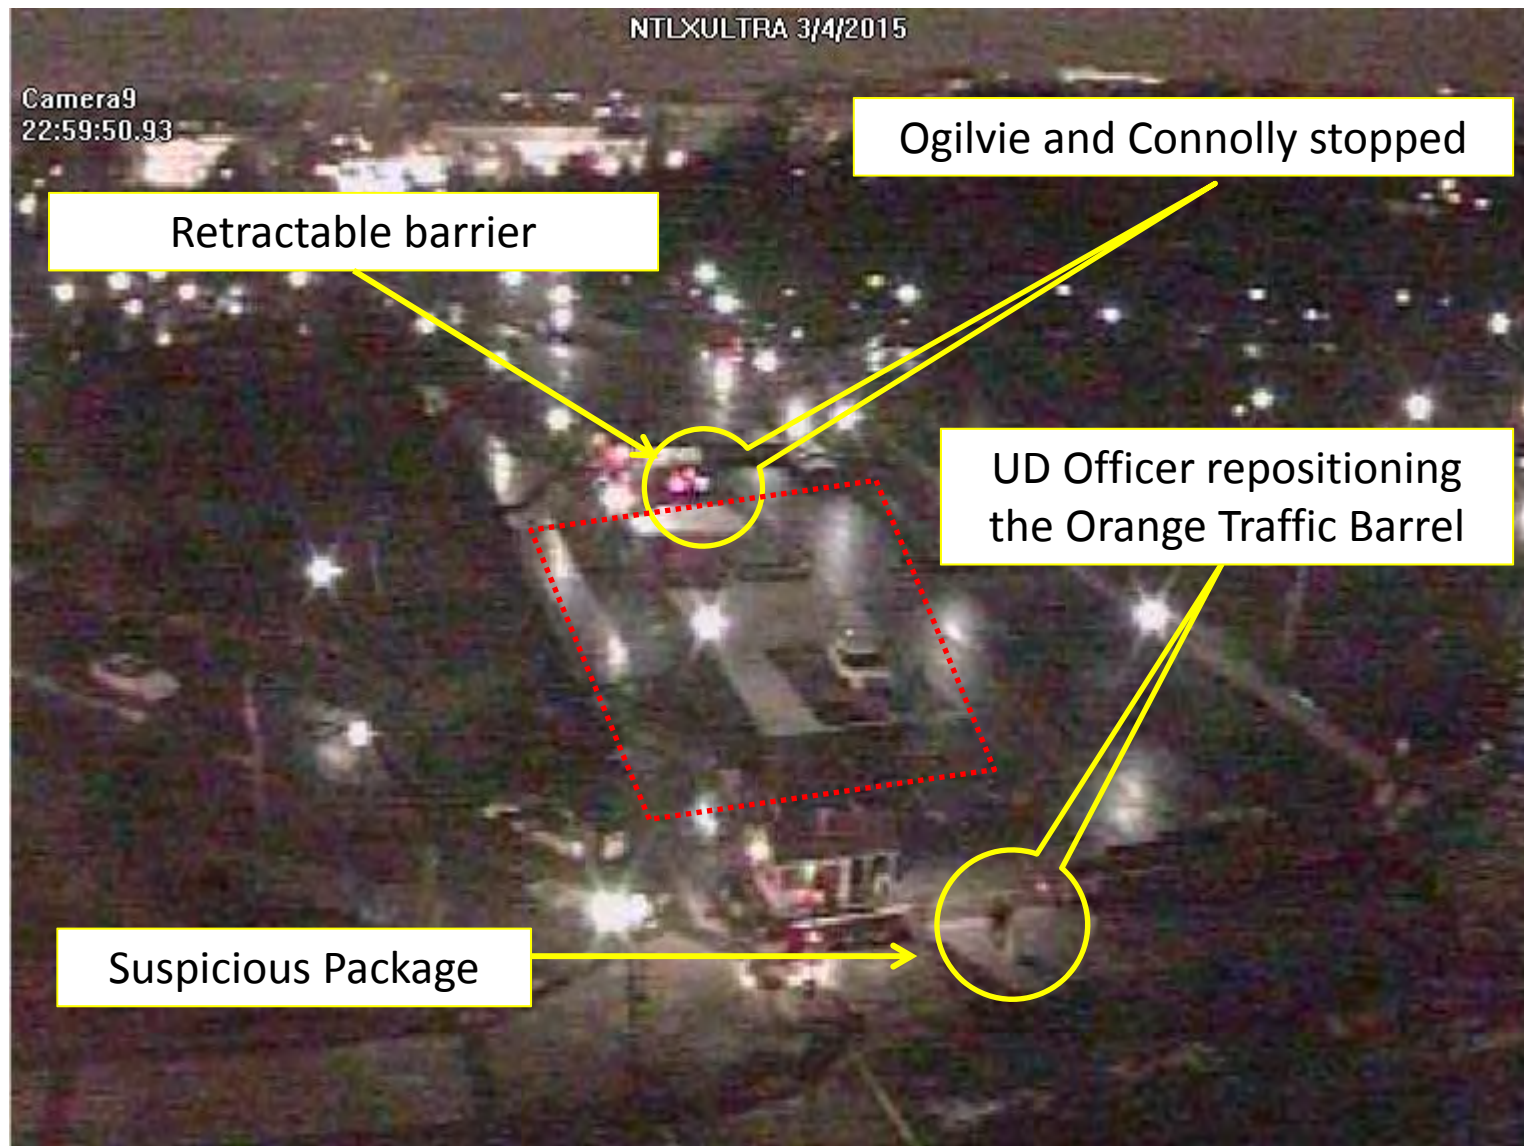 NTLXULTRA 3/4/2015
Camera9
22:59:50.93
Ogilvie and Connolly stopped
Retractable barrier
UD Officer repositioning
the Orange Traffic Barrel
Suspicious Package